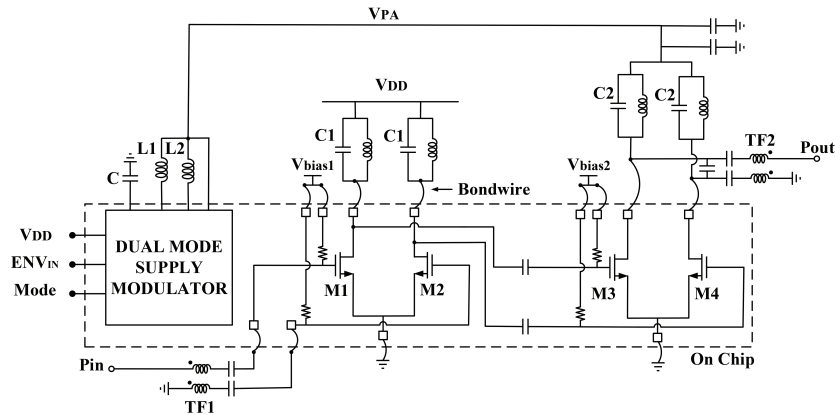 VPA
VDD
C2
C2
C1
C1
TF2
Pout
L1
L2
C
Vbias1
Vbias2
Bondwire
VDD
ENVIN
Mode
DUAL MODE
SUPPLY
MODULATOR
M1
M2
M3
M4
On Chip
Pin
TF1